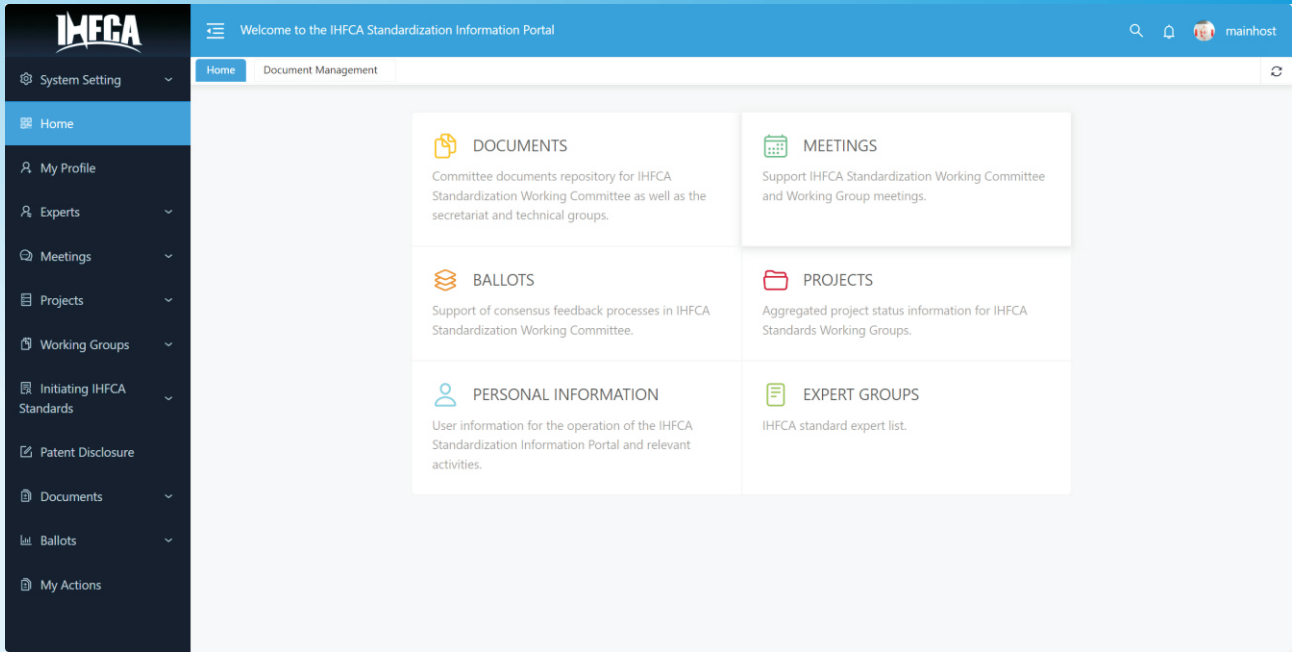 IHFCA
Welcome to the IHFCA Standardization Information Portal
mainhost
System Setting
Home
My Profile
Experts
Meetings
Projects
Working Groups
Initiating IHFCA
Standards
Patent Disclosure
Documents
Ballots
My Actions
Home
Document Management
DOCUMENTS
Committee documents repository for IHFCA
Standardization Working Committee as well as the
secretariat and technical groups.
MEETINGS
Support IHFCA Standardization Working Committee
and Working Group meetings.
BALLOTS
Support of consensus feedback processes in IHFCA
Standardization Working Committee.
PROJECTS
Aggregated project status information for IHFCA
Standards Working Groups.
PERSONAL INFORMATION
User information for the operation of the IHFCA
Standardization Information Portal and relevant
activities.
EXPERT GROUPS
IHFCA standard expert list.